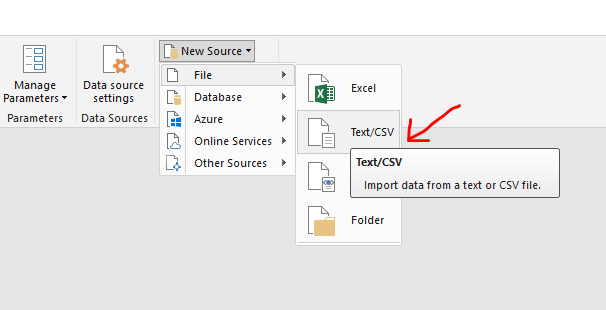 New Source
Manage
Parameters
Data source
settings
Parameters
Data Sources
File
Database
Azure
Online Services
Other Sources
Excel
Text/CSV
Text/CSV
Import data from a text or CSV file.
Folder